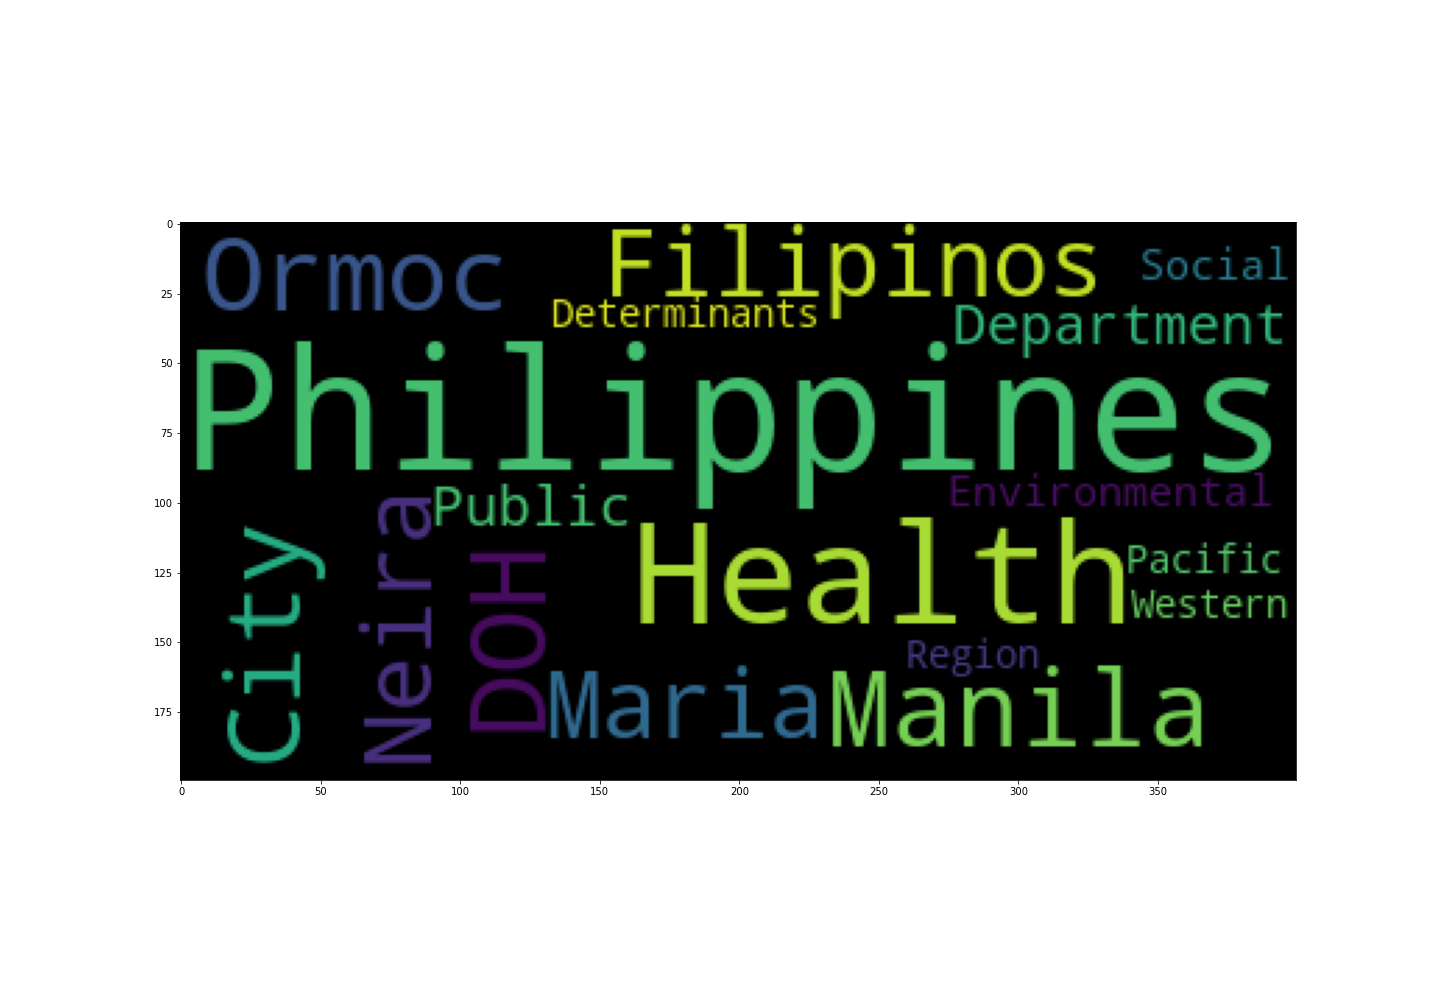 Ormoc
Filipinos
Social
Determinants
Department
Philippines
Public
Environmental
City
Neira
DOH
Health
Pacific
Western
Region
Maria
Manila
0
25
50
75
100
125
150
175
0
50
100
150
200
250
300
350